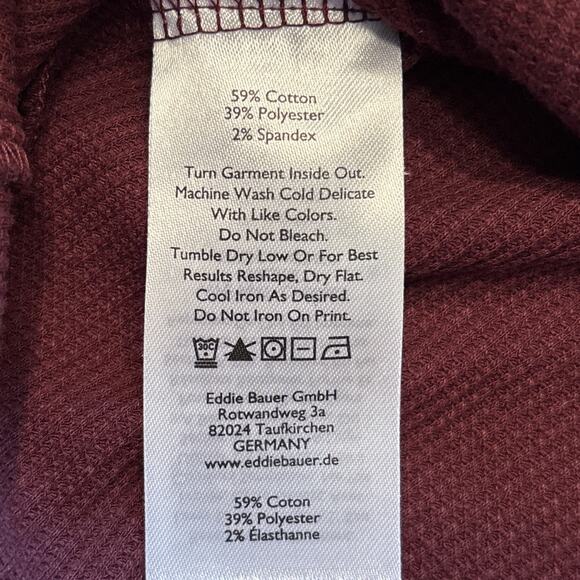 59% Cotton
39% Polyester
2% Spandex
Turn Garment Inside Out.
Machine Wash Cold Delicate
With Like Colors.
Do Not Bleach.
Tumble Dry Low Or For Best
Results Reshape, Dry Flat.
Cool Iron As Desired.
Do Not Iron On Print.
30C
Eddie Bauer GmbH
Rotwandweg 3a
82024 Taufkirchen
GERMANY
www.eddiebauer.de
59% Coton
39% Polyester
2% Élasthanne